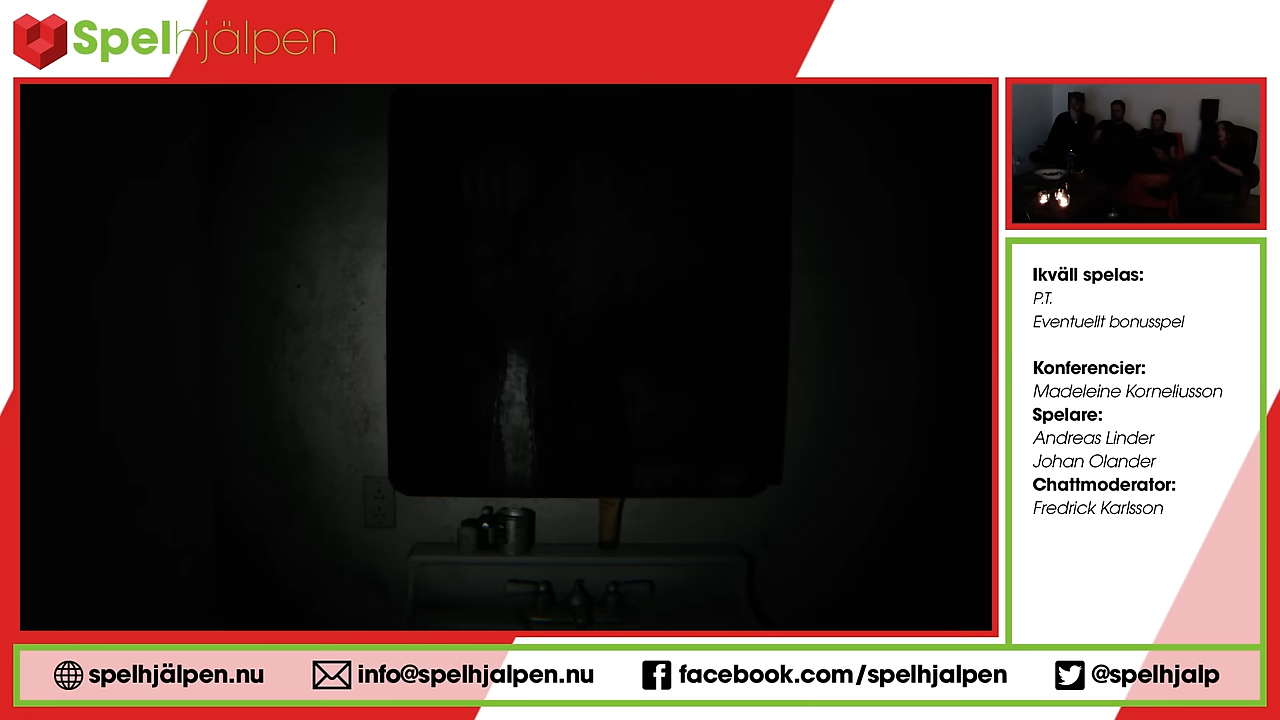 Spelhjälpen
Ikväll spelas:
P.T.
Eventuellt bonusspel
Konferencier:
Madeleine Korneliusson
Spelare:
Andreas Linder
Johan Olander
Chattmoderator:
Fredrick Karlsson
spelhjälpen.nu
info@spelhjalpen.nu
facebook.com/spelhjalpen
@spelhjalp